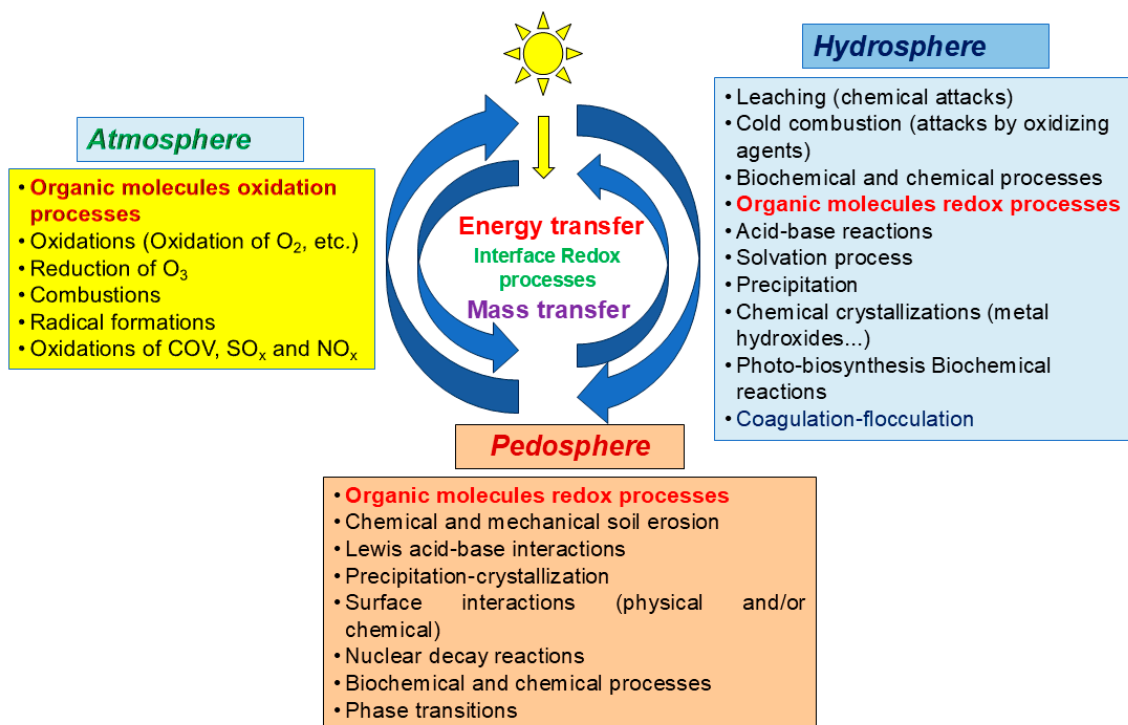 Atmosphere
• Organic molecules oxidation
processes
• Oxidations (Oxidation of O₂, etc.)
• Reduction of O₃
• Combustions
• Radical formations
• Oxidations of COV, SOₓ and NOₓ
Energy transfer
Interface Redox
processes
Mass transfer
Hydrosphere
• Leaching (chemical attacks)
• Cold combustion (attacks by oxidizing
agents)
• Biochemical and chemical processes
• Organic molecules redox processes
• Acid-base reactions
• Solvation process
• Precipitation
• Chemical crystallizations (metal
hydroxides...)
• Photo-biosynthesis Biochemical
reactions
• Coagulation-flocculation
Pedosphere
• Organic molecules redox processes
• Chemical and mechanical soil erosion
• Lewis acid-base interactions
• Precipitation-crystallization
• Surface interactions (physical and/or
chemical)
• Nuclear decay reactions
• Biochemical and chemical processes
• Phase transitions